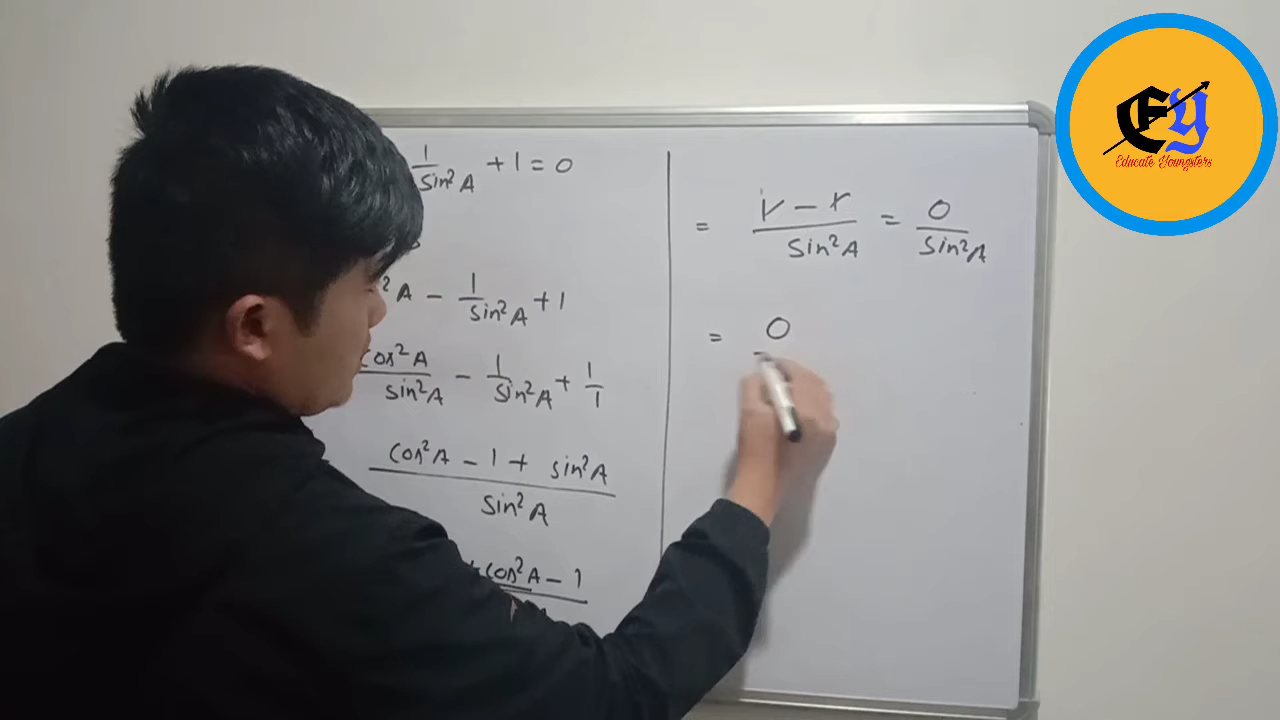 1/sin²A + 1 = 0
²A - 1/sin²A + 1
cos²A/sin²A - 1/sin²A + 1/1
cos²A - 1 + sin²A
sin²A
+ cos²A - 1
= 1 - 1/sin²A = 0/sin²A
= 0
EY
Educate Youngsters